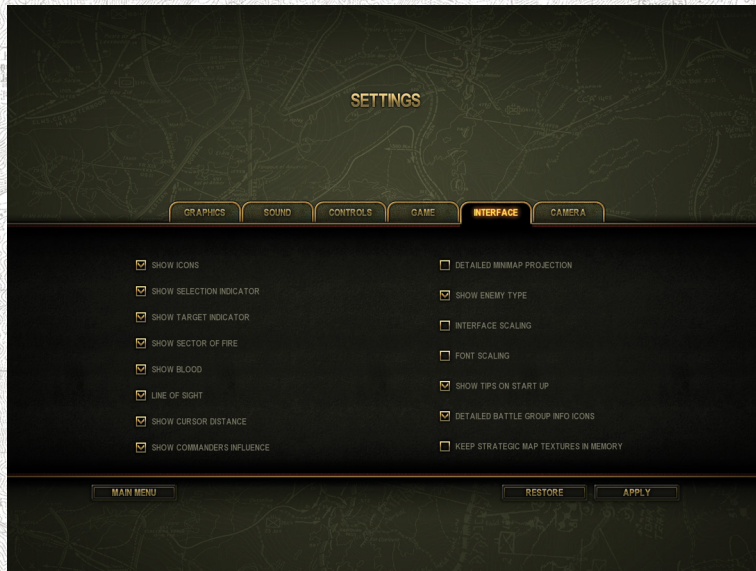 SETTINGS
GRAPHICS
SOUND
CONTROLS
GAME
INTERFACE
CAMERA
SHOW ICONS
SHOW SELECTION INDICATOR
SHOW TARGET INDICATOR
SHOW SECTOR OF FIRE
SHOW BLOOD
LINE OF SIGHT
SHOW CURSOR DISTANCE
SHOW COMMANDERS INFLUENCE
DETAILED MINIMAP PROJECTION
SHOW ENEMY TYPE
INTERFACE SCALING
FONT SCALING
SHOW TIPS ON START UP
DETAILED BATTLE GROUP INFO ICONS
KEEP STRATEGIC MAP TEXTURES IN MEMORY
MAIN MENU
RESTORE
APPLY